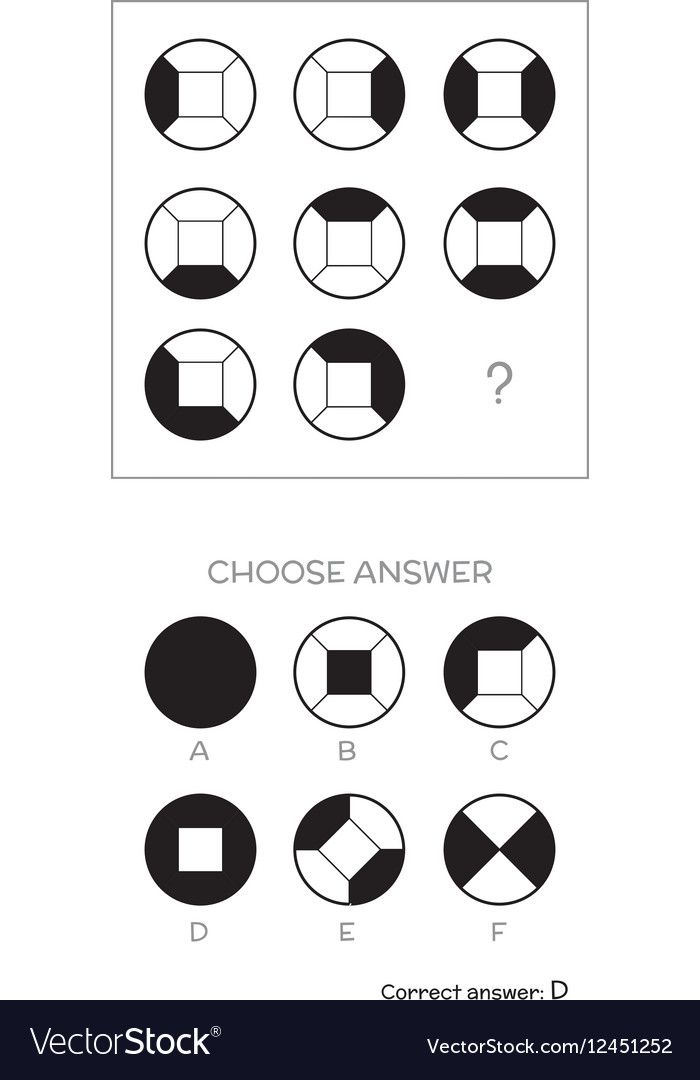 ?
CHOOSE ANSWER
A B C
D E F
Correct answer: D
VectorStock® VectorStock.com/12451252